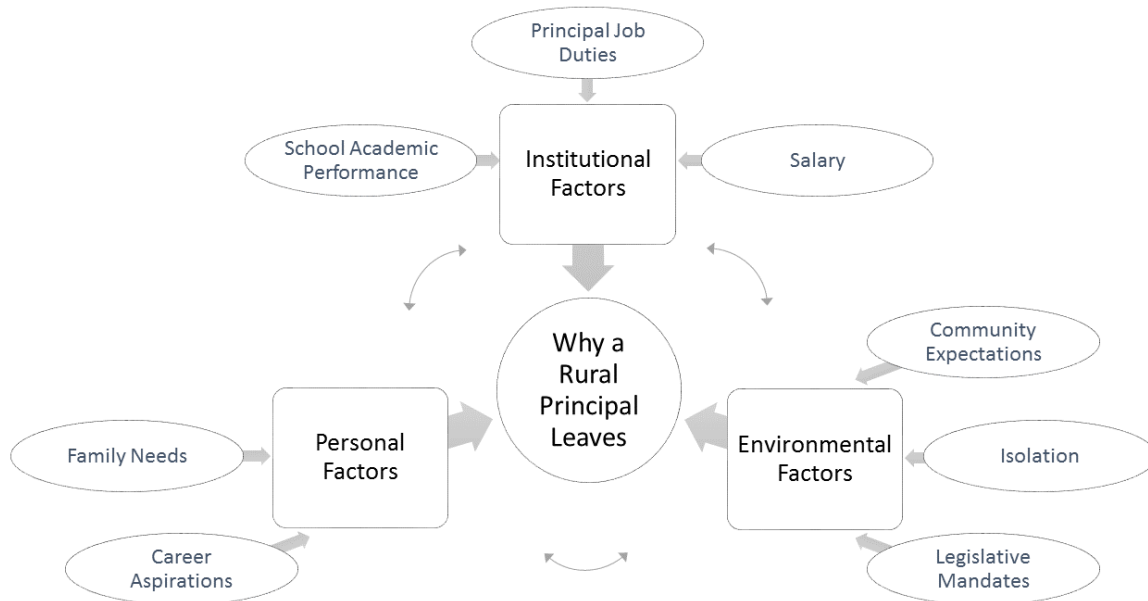 Principal Job
Duties
School Academic
Performance
Institutional
Factors
Salary
Why a
Rural
Principal
Leaves
Community
Expectations
Personal
Factors
Environmental
Factors
Family Needs
Isolation
Career
Aspirations
Legislative
Mandates